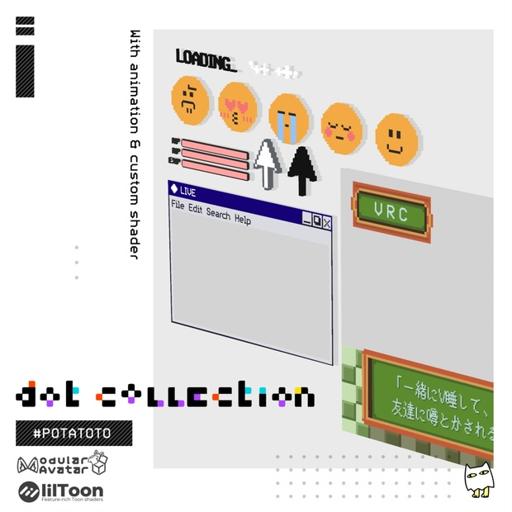 With animation & custom shader
LOADING_
HP
MP
EXP
LIVE
File Edit Search Help
VRC
「一緒にV睡して、
友達に噂とかされる
dot collection
#POTATOTO
Modular
Avatar
lilToon
Feature-rich Toon shaders